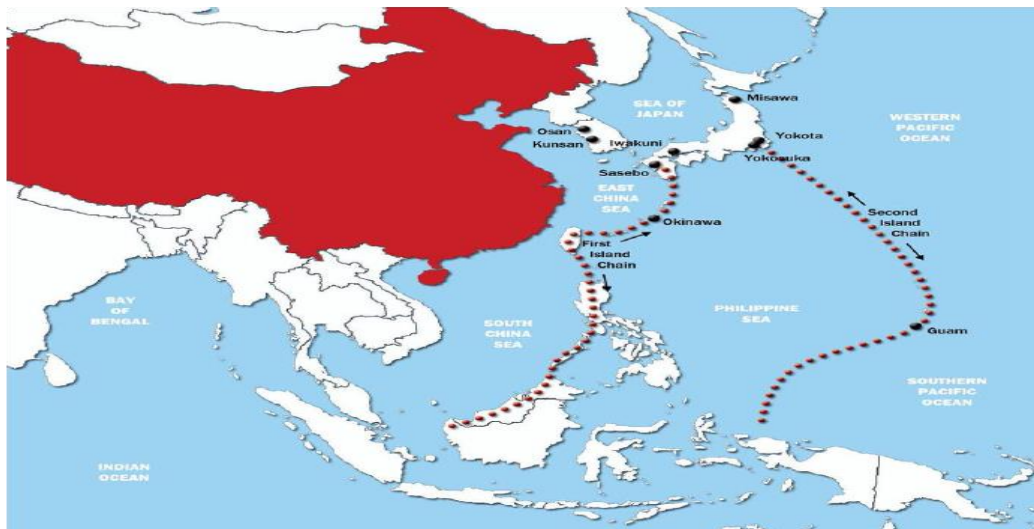 SEA OF
JAPAN
Misawa
WESTERN
PACIFIC
OCEAN
Osan
Kunsan
Iwakuni
Yokota
Yokosuka
Sasebo
EAST
CHINA
SEA
Okinawa
Second
Island
Chain
First
Island
Chain
BAY
OF
BENGAL
PHILIPPINE
SEA
SOUTH
CHINA
SEA
Guam
SOUTHERN
PACIFIC
OCEAN
INDIAN
OCEAN